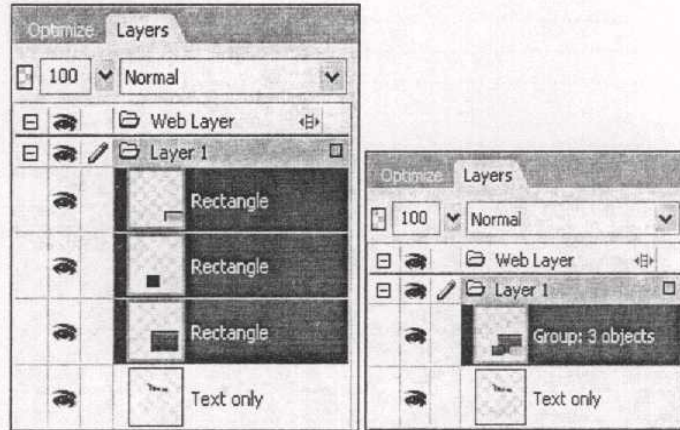 Optimize Layers
100 Normal
Web Layer
Layer 1
Rectangle
Rectangle
Rectangle
Text only
Optimize Layers
100 Normal
Web Layer
Layer 1
Group: 3 objects
Text only